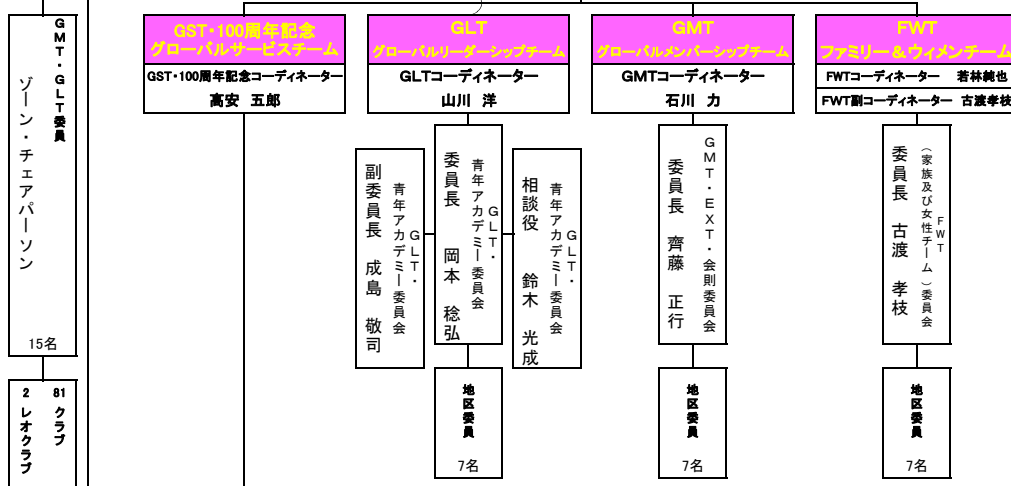 GMT・GLT委員
ゾーン・チェアパーソン
15名
81 クラブ
2 レオクラブ
GST・100周年記念
グローバルサービスチーム
GST・100周年記念コーディネーター
髙安 五郎
GLT
グローバルリーダーシップチーム
GLTコーディネーター
山川 洋
GLT・
青年アカデミー委員会
副委員長 成島 敬司
GLT・
青年アカデミー委員会
委員長 岡本 稔弘
GLT・
青年アカデミー委員会
相談役 鈴木 光成
地区委員
7名
GMT
グローバルメンバーシップチーム
GMTコーディネーター
石川 力
GMT・EXT・会則委員会
委員長 齊藤 正行
地区委員
7名
FWT
ファミリー＆ウィメンチーム
FWTコーディネーター 若林純也
FWT副コーディネーター 古渡孝枝
FWT
（家族及び女性チーム）委員会
委員長 古渡 孝枝
地区委員
7名